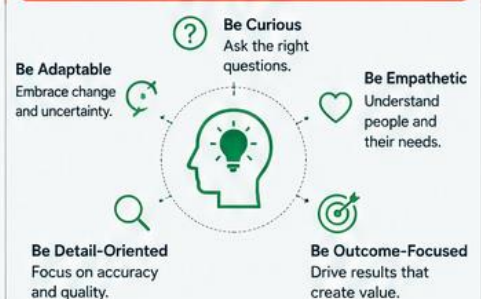 Be Curious
Ask the right
questions.
Be Adaptable
Embrace change
and uncertainty.
Be Empathetic
Understand
people and
their needs.
Be Detail-Oriented
Focus on accuracy
and quality.
Be Outcome-Focused
Drive results that
create value.